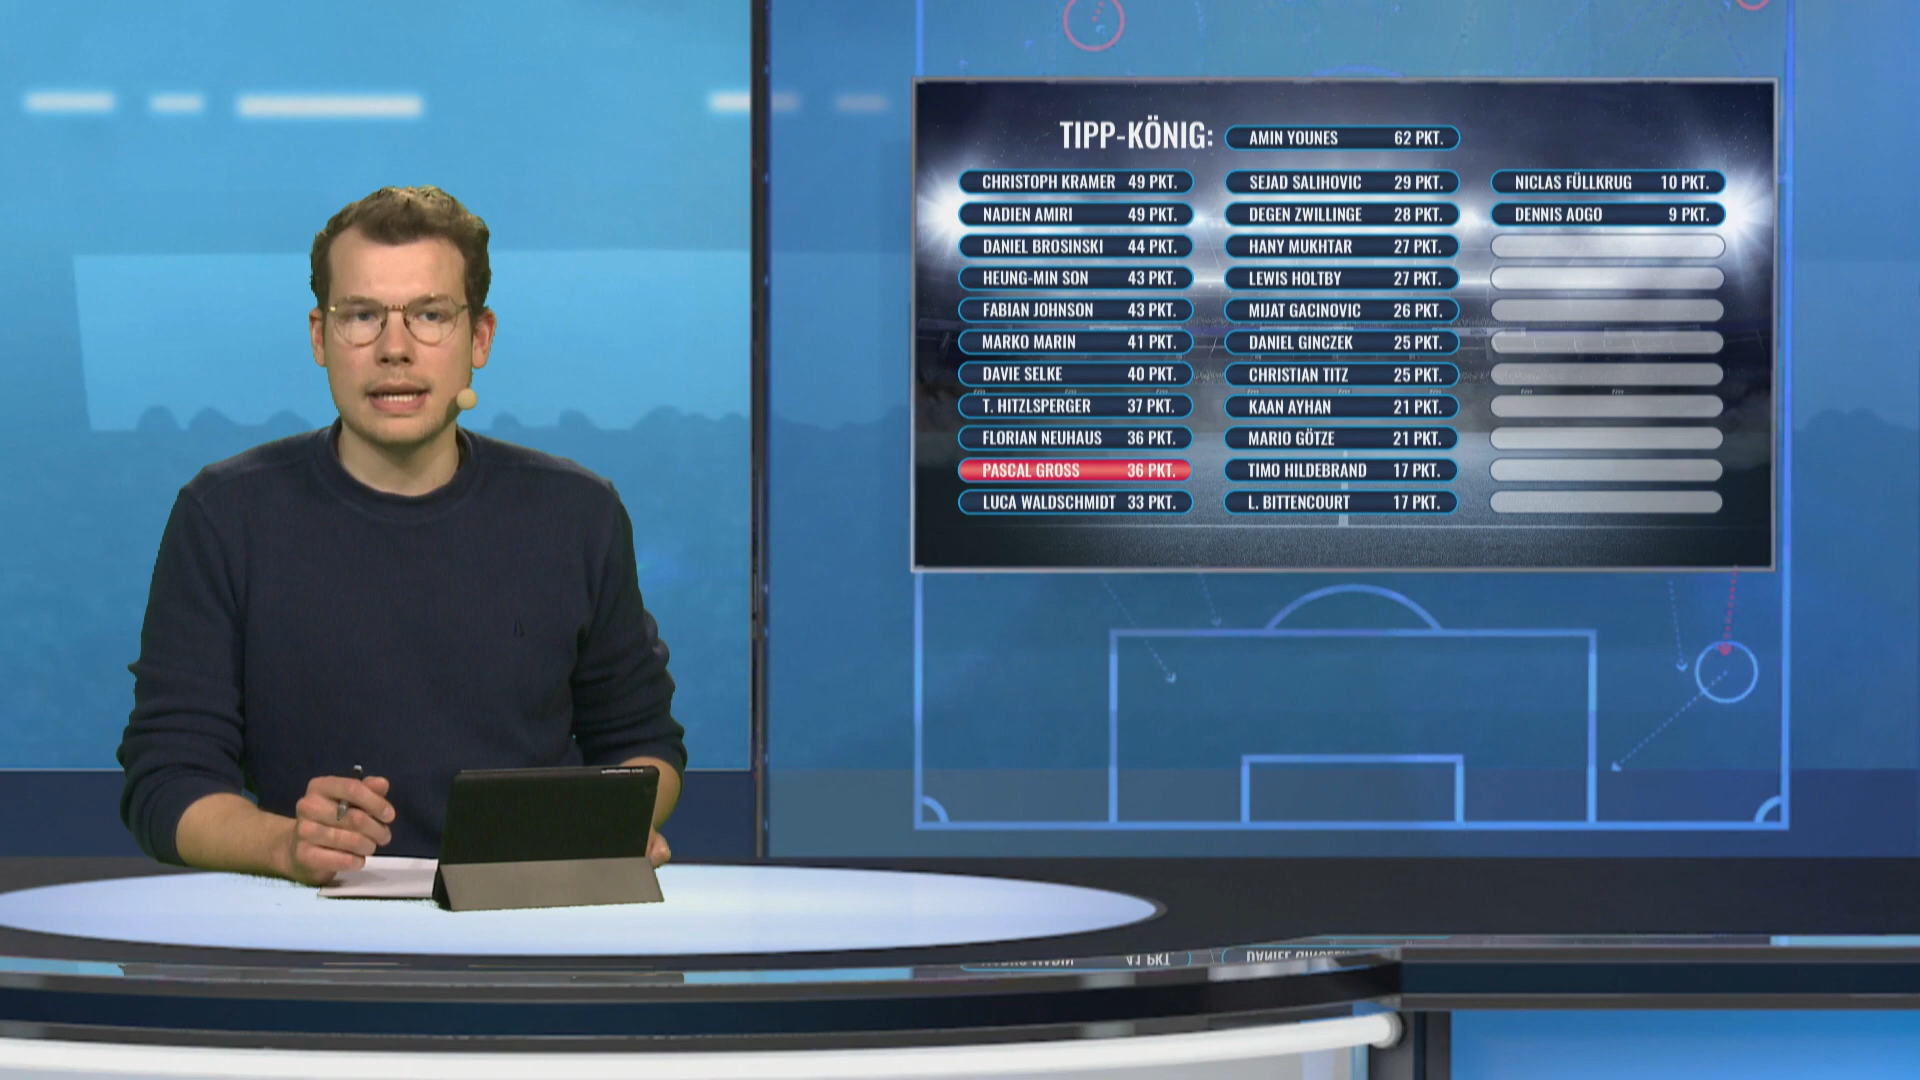 TIPP-KÖNIG: AMIN YOUNES 62 PKT.
CHRISTOPH KRAMER 49 PKT.
NADIEN AMIRI 49 PKT.
DANIEL BROSINSKI 44 PKT.
HEUNG-MIN SON 43 PKT.
FABIAN JOHNSON 43 PKT.
MARKO MARIN 41 PKT.
DAVIE SELKE 40 PKT.
T. HITZLSPERGER 37 PKT.
FLORIAN NEUHAUS 36 PKT.
PASCAL GROSS 36 PKT.
LUCA WALDSCHMIDT 33 PKT.
SEJAD SALIHOVIC 29 PKT.
DEGEN ZWILLINGE 28 PKT.
HANY MUKHTAR 27 PKT.
LEWIS HOLTBY 27 PKT.
MIJAT GACINOVIC 26 PKT.
DANIEL GINCZEK 25 PKT.
CHRISTIAN TITZ 25 PKT.
KAAN AYHAN 21 PKT.
MARIO GÖTZE 21 PKT.
TIMO HILDEBRAND 17 PKT.
L. BITTENCOURT 17 PKT.
NICLAS FÜLLKRUG 10 PKT.
DENNIS AOGO 9 PKT.